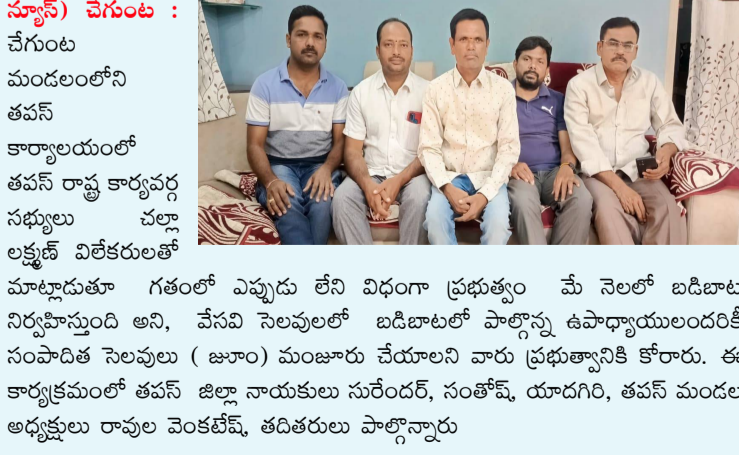 న్యూస్) చేగుంట :
చేగుంట
మండలంలోని
తపస్
కార్యాలయంలో
తపస్ రాష్ట్ర కార్యవర్గ
సభ్యులు చల్లా
లక్ష్మణ్ విలేకరులతో
మాట్లాడుతూ గతంలో ఎప్పుడు లేని విధంగా ప్రభుత్వం మే నెలలో బడిబాట
నిర్వహిస్తుంది అని, వేసవి సెలవులలో బడిబాటలో పాల్గొన్న ఉపాధ్యాయులందరికీ
సంపాదిత సెలవులు ( జుూం) మంజూరు చేయాలని వారు ప్రభుత్వానికి కోరారు. ఈ
కార్యక్రమంలో తపస్ జిల్లా నాయకులు సురేందర్, సంతోష్, యాదగిరి, తపస్ మండల
అధ్యక్షులు రావుల వెంకటేష్, తదితరులు పాల్గొన్నారు